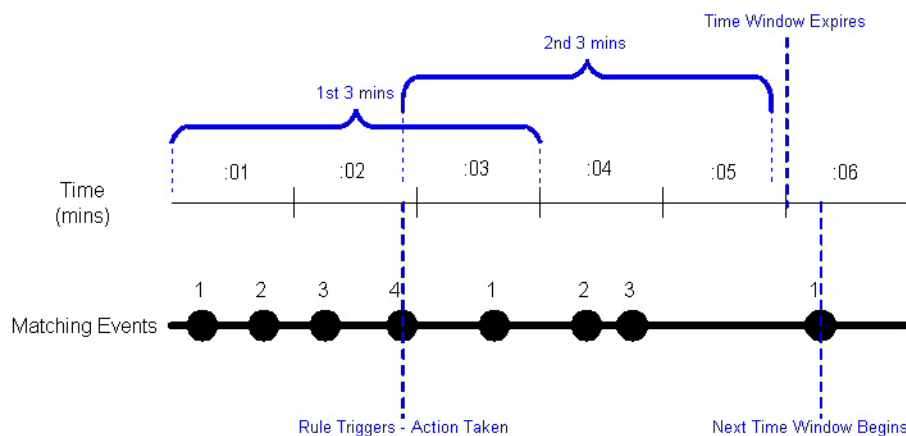 Time Window Expires
2nd 3 mins
1st 3 mins
:01 :02 :03 :04 :05 :06
Time
(mins)
1 2 3 4 1 2 3 1
Matching Events
Rule Triggers - Action Taken
Next Time Window Begins